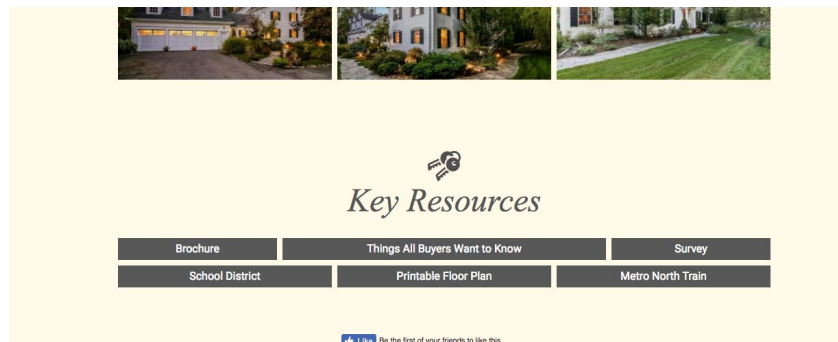 Key Resources
Brochure
Things All Buyers Want to Know
Survey
School District
Printable Floor Plan
Metro North Train
Like Be the first of your friends to like this.